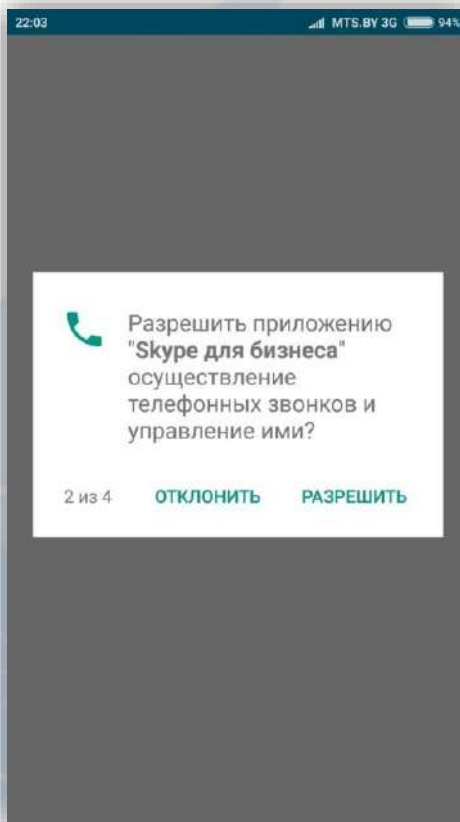 22:03 MTS.BY 3G 94%
Разрешить приложению
"Skype для бизнеса"
осуществление
телефонных звонков и
управление ими?
2 из 4 ОТКЛОНИТЬ РАЗРЕШИТЬ